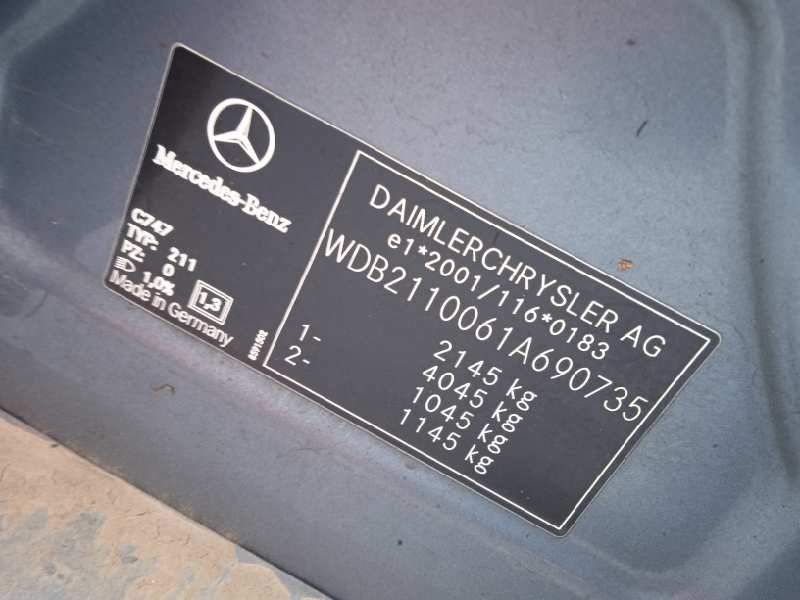 Mercedes-Benz
C747
TYP: 211
PZ: 0
1,0%
1,3
Made in Germany
6591502
DAIMLERCHRYSLER AG
e1*2001/116*0183
WDB2110061A690735
2145 kg
4045 kg
1- 1045 kg
2- 1145 kg